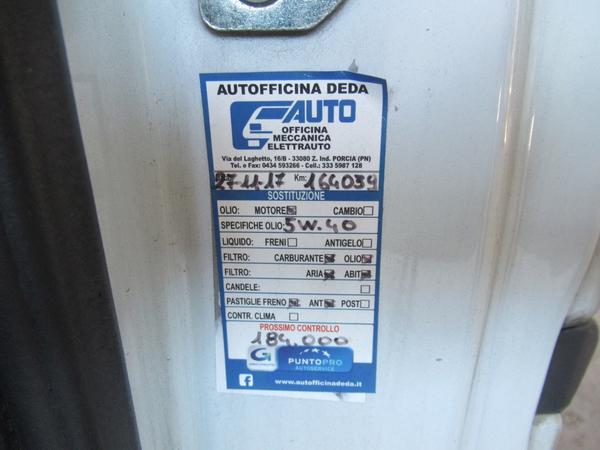 AUTOFFICINA DEDA
AUTO
OFFICINA
MECCANICA
ELETTRAUTO
Via del Laghetto, 16/B - 33080 Z. Ind. PORCIA (PN)
Tel. e Fax: 0434 593266 - Cell.: 333 5987 128
27.11.17 Km: 164039
SOSTITUZIONE
OLIO: MOTORE CAMBIO
SPECIFICHE OLIO: 5W.40
LIQUIDO: FRENI ANTIGELO
FILTRO: CARBURANTE OLIO
FILTRO: ARIA ABIT
CANDELE:
PASTIGLIE FRENO ANT POST
CONTR. CLIMA
PROSSIMO CONTROLLO
184.000
G PUNTOPRO
AUTOSERVICE
f www.autofficinadeda.it